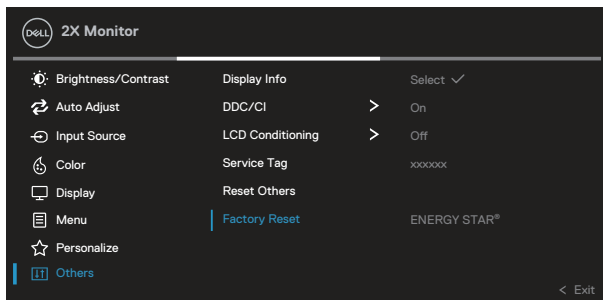 DELL 2X Monitor
Brightness/Contrast Display Info Select ✓
Auto Adjust DDC/CI > On
Input Source LCD Conditioning > Off
Color Service Tag xxxxxx
Display Reset Others
Menu Factory Reset ENERGY STAR®
Personalize
Others
< Exit